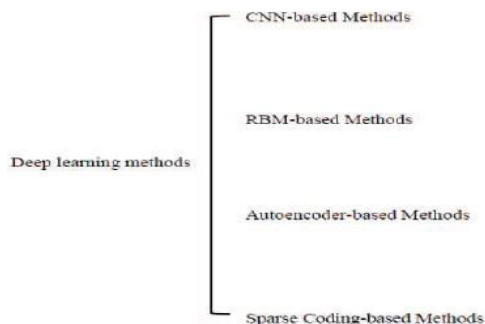 CNN-based Methods
RBM-based Methods
Deep learning methods
Autoencoder-based Methods
Sparse Coding-based Methods